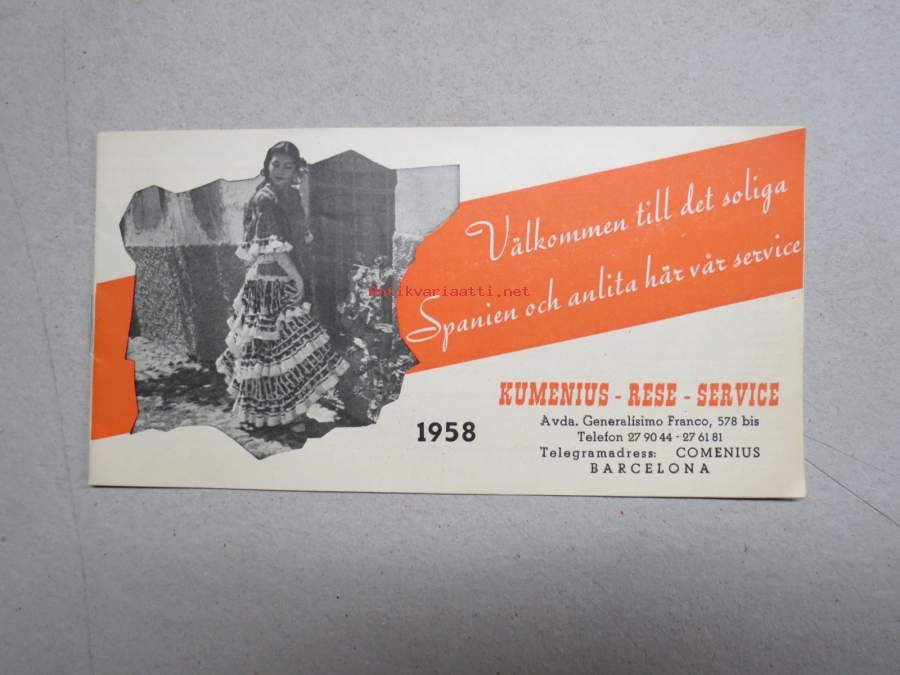 Välkommen till det soliga
Spanien och anlita här vår service
antikvariaatti.net
KUMENIUS - RESE - SERVICE
Avda. Generalísimo Franco, 578 bis
Telefon 27 90 44 - 27 61 81
Telegramadress: COMENIUS
BARCELONA
1958